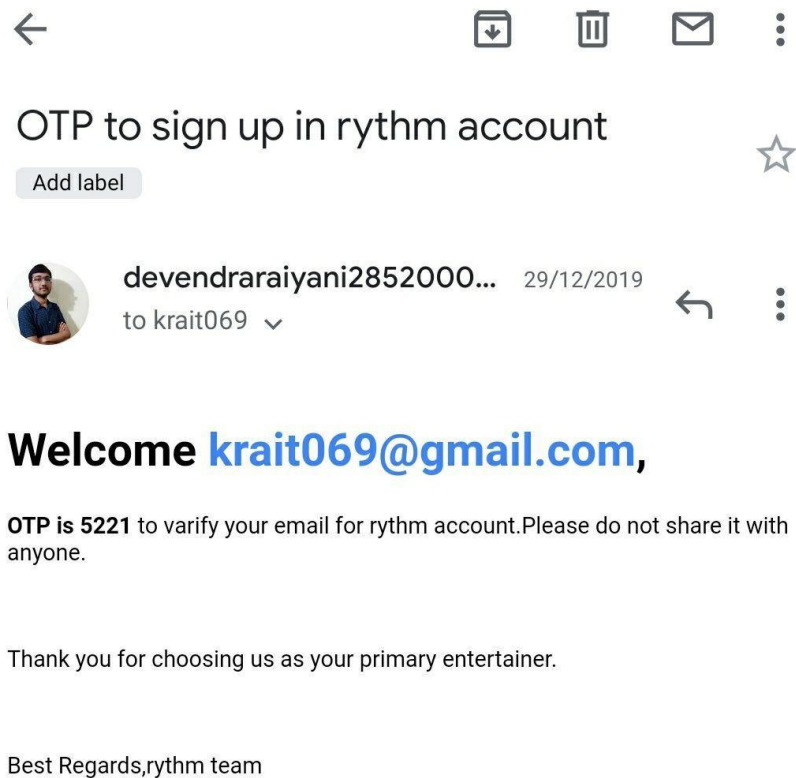 OTP to sign up in rythm account
Add label
devendraraiyani2852000... 29/12/2019
to krait069
Welcome krait069@gmail.com,
OTP is 5221 to varify your email for rythm account.Please do not share it with
anyone.
Thank you for choosing us as your primary entertainer.
Best Regards,rythm team